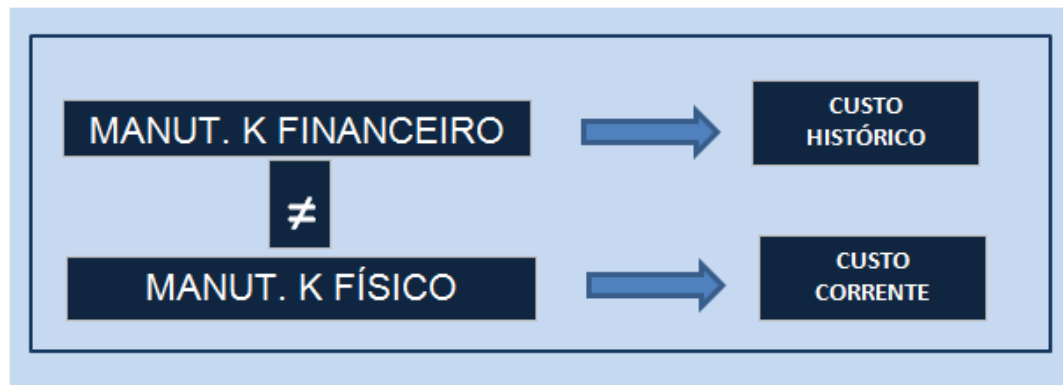 MANUT. K FINANCEIRO
CUSTO
HISTÓRICO
≠
MANUT. K FÍSICO
CUSTO
CORRENTE